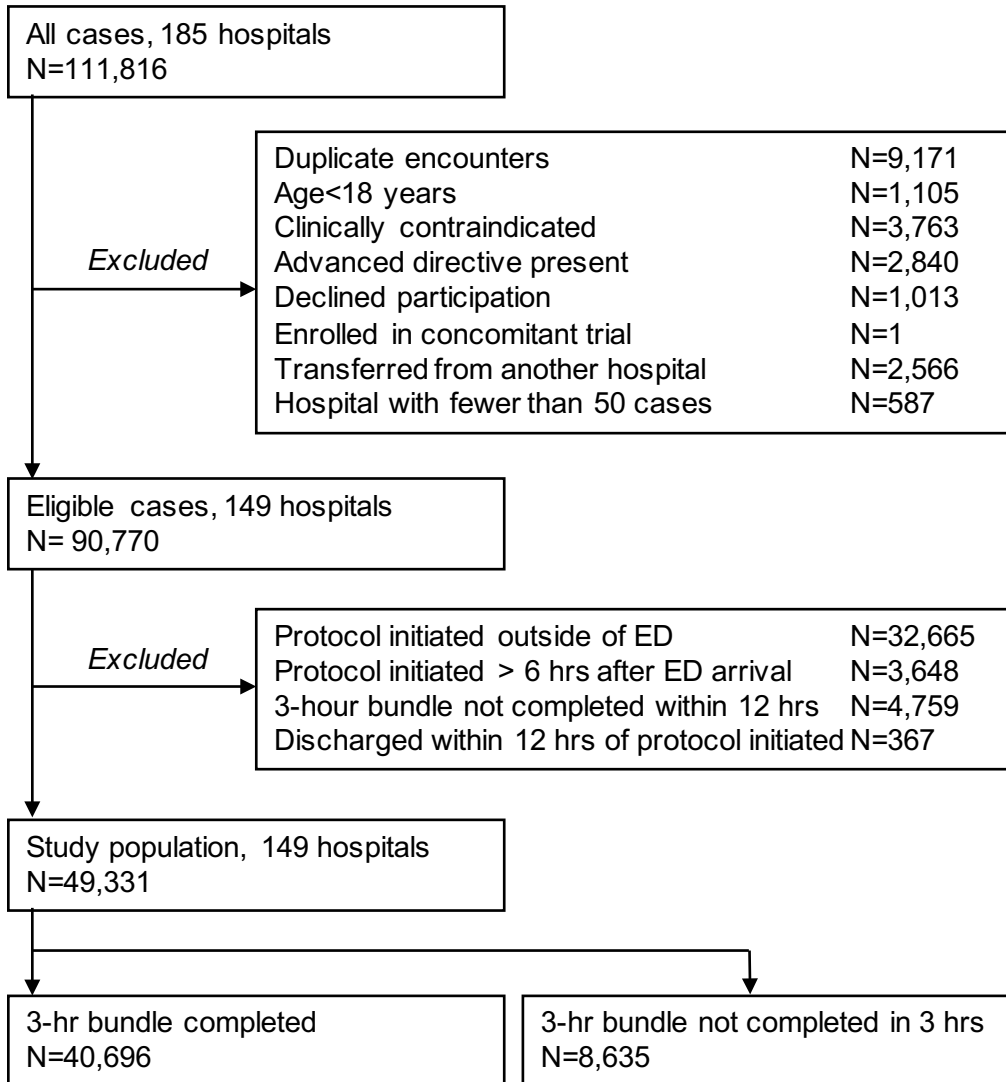 All cases, 185 hospitals
N=111,816
Duplicate encounters N=9,171
Age<18 years N=1,105
Clinically contraindicated N=3,763
Excluded
Advanced directive present N=2,840
Declined participation N=1,013
Enrolled in concomitant trial N=1
Transferred from another hospital N=2,566
Hospital with fewer than 50 cases N=587
Eligible cases, 149 hospitals
N= 90,770
Protocol initiated outside of ED N=32,665
Excluded
Protocol initiated > 6 hrs after ED arrival N=3,648
3-hour bundle not completed within 12 hrs N=4,759
Discharged within 12 hrs of protocol initiated N=367
Study population, 149 hospitals
N=49,331
3-hr bundle completed
N=40,696
3-hr bundle not completed in 3 hrs
N=8,635